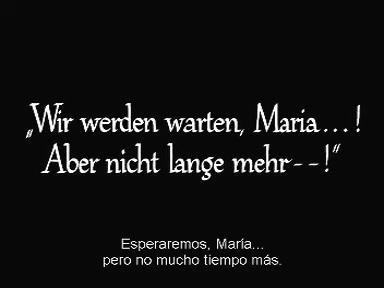 „Wir werden warten, Maria...!
Aber nicht lange mehr--!“
Esperaremos, María...
pero no mucho tiempo más.